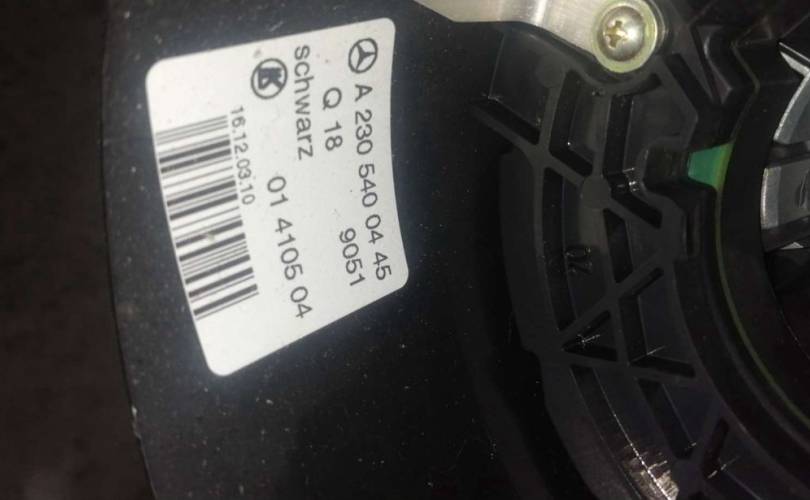 A 230 540 04 45
Q 18 9051
schwarz
K 01 4105 04
16.12.03.10